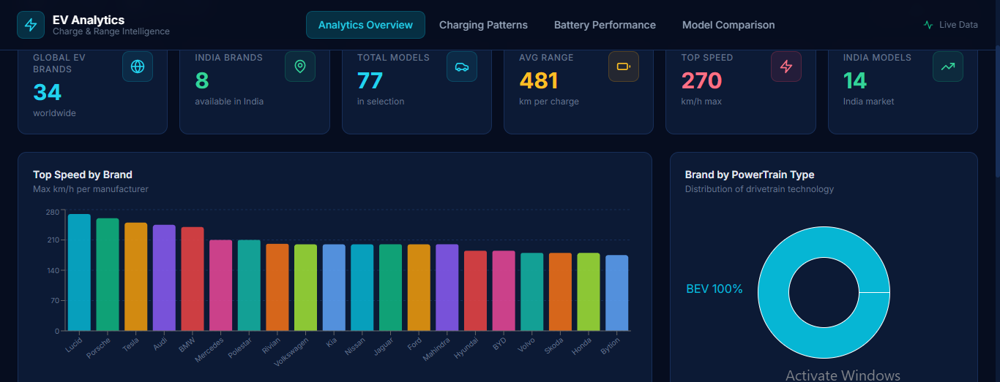 EV Analytics
Charge & Range Intelligence
Analytics Overview
Charging Patterns
Battery Performance
Model Comparison
Live Data
GLOBAL EV
BRANDS
34
worldwide
INDIA BRANDS
8
available in India
TOTAL MODELS
77
in selection
AVG RANGE
481
km per charge
TOP SPEED
270
km/h max
INDIA MODELS
14
India market
Top Speed by Brand
Max km/h per manufacturer
280
210
140
70
0
Lucid
Porsche
Tesla
Audi
BMW
Mercedes
Polestar
Rivian
Volkswagen
Kia
Nissan
Jaguar
Ford
Mahindra
Hyundai
BYD
Volvo
Skoda
Honda
Bytion
Brand by PowerTrain Type
Distribution of drivetrain technology
BEV 100%
Activate Windows